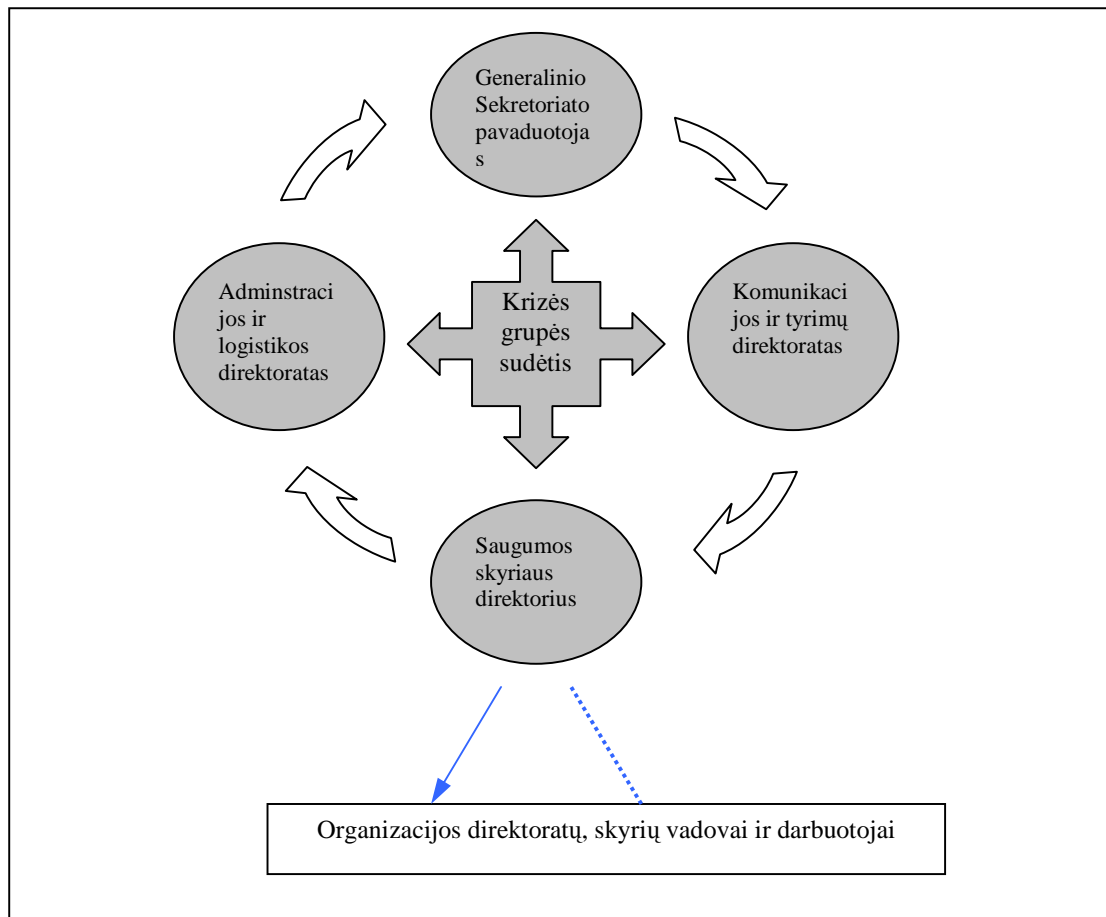 Generalinio
Sekretoriato
pavaduotoja
s
Adminstraci
jos ir
logistikos
direktoratas
Krizės
grupės
sudėtis
Komunikaci
jos ir tyrimų
direktoratas
Saugumos
skyriaus
direktorius
Organizacijos direktoratų, skyrių vadovai ir darbuotojai